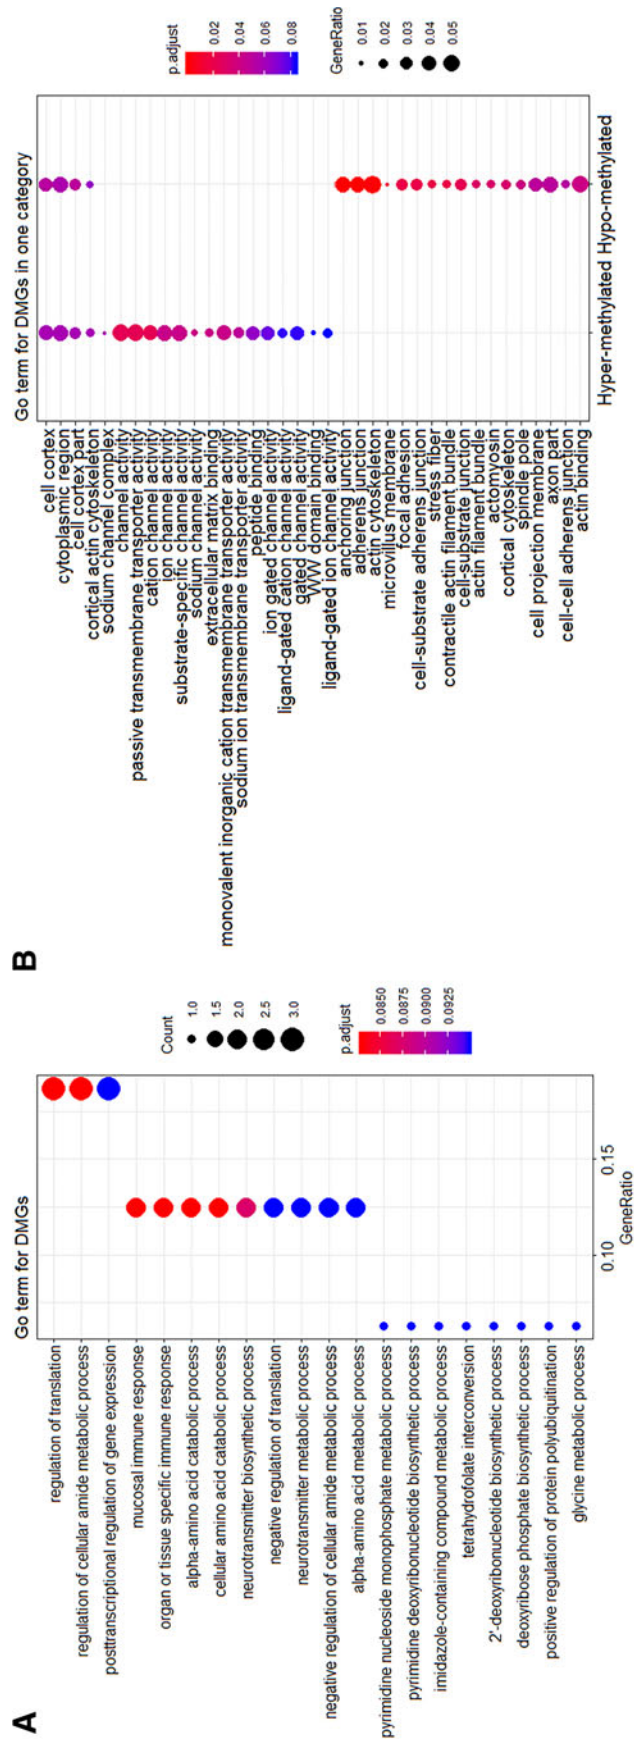 A
Go term for DMGs
regulation of translation
regulation of cellular amide metabolic process
posttranscriptional regulation of gene expression
mucosal immune response
organ or tissue specific immune response
alpha-amino acid catabolic process
cellular amino acid catabolic process
neurotransmitter biosynthetic process
negative regulation of translation
neurotransmitter metabolic process
negative regulation of cellular amide metabolic process
alpha-amino acid metabolic process
pyrimidine nucleoside monophosphate metabolic process
pyrimidine deoxyribonucleotide biosynthetic process
imidazole-containing compound metabolic process
tetrahydrofolate interconversion
2'-deoxyribonucleotide biosynthetic process
deoxyribose phosphate biosynthetic process
positive regulation of protein polyubiquitination
glycine metabolic process
0.10
0.15
GeneRatio
Count
1.0
1.5
2.0
2.5
3.0
p.adjust
0.0850
0.0875
0.0900
0.0925
B
Go term for DMGs in one category
cell cortex
cytoplasmic region
cell cortex part
cortical actin cytoskeleton
sodium channel complex
channel activity
passive transmembrane transporter activity
cation channel activity
ion channel activity
substrate-specific channel activity
sodium channel activity
extracellular matrix binding
monovalent inorganic cation transmembrane transporter activity
sodium ion transmembrane transporter activity
peptide binding
ion gated channel activity
ligand-gated cation channel activity
gated channel activity
WW domain binding
ligand-gated ion channel activity
anchoring junction
adherens junction
actin cytoskeleton
microvillus membrane
focal adhesion
cell-substrate adherens junction
stress fiber
contractile actin filament bundle
cell-substrate junction
actin filament bundle
actomyosin
cortical cytoskeleton
spindle pole
cell projection membrane
axon part
cell-cell adherens junction
actin binding
Hyper-methylated
Hypo-methylated
p.adjust
0.02
0.04
0.06
0.08
GeneRatio
0.01
0.02
0.03
0.04
0.05